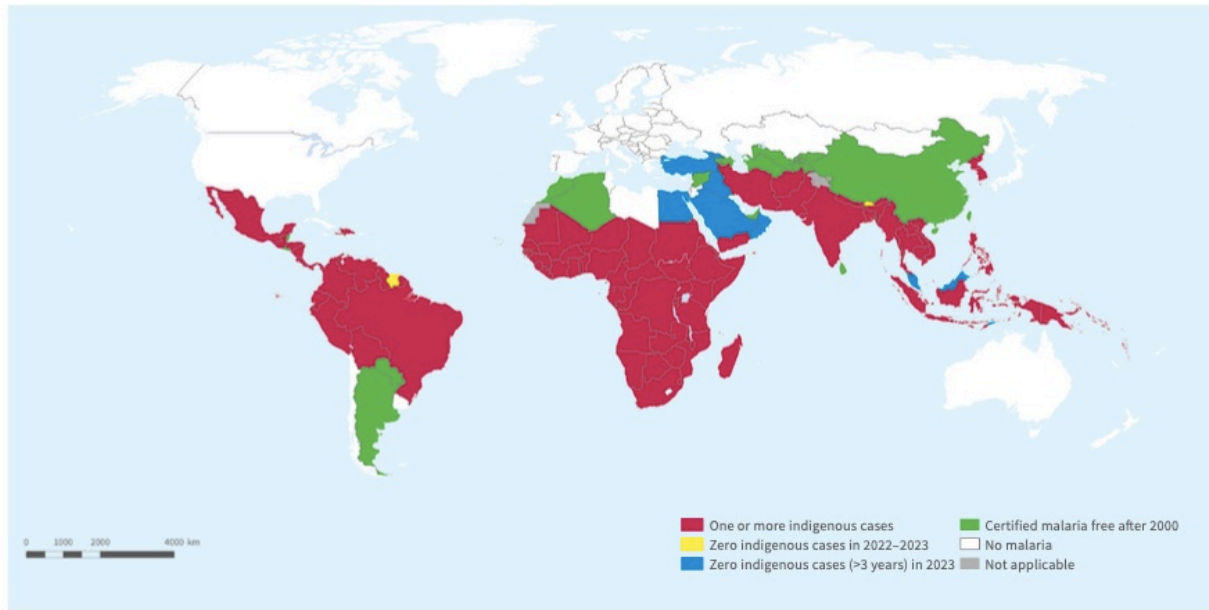 0 1000 2000 4000 km
One or more indigenous cases
Zero indigenous cases in 2022–2023
Zero indigenous cases (>3 years) in 2023
Certified malaria free after 2000
No malaria
Not applicable